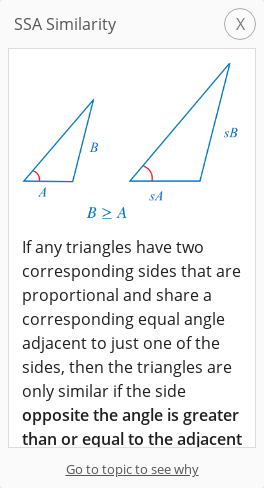 SSA Similarity
X
B
sB
A
sA
B ≥ A
If any triangles have two
corresponding sides that are
proportional and share a
corresponding equal angle
adjacent to just one of the
sides, then the triangles are
only similar if the side
opposite the angle is greater
than or equal to the adjacent
Go to topic to see why